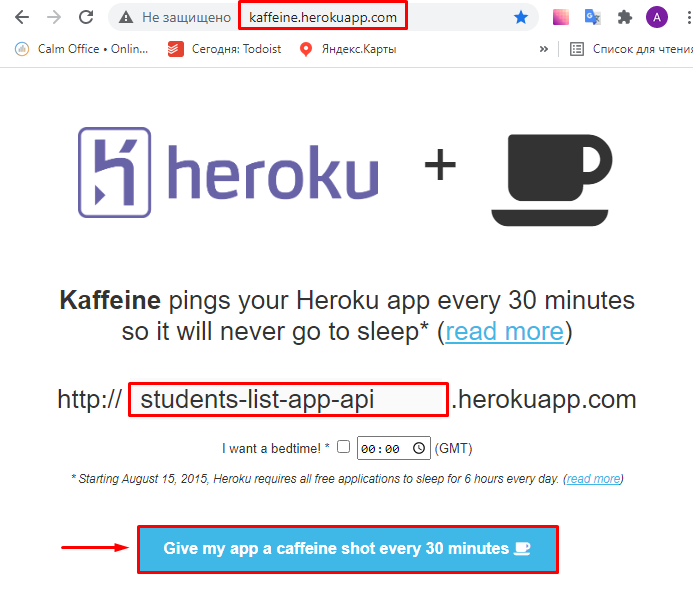 Не защищено kaffeine.herokuapp.com A
Calm Office • Onlin... Сегодня: Todoist Яндекс.Карты » Список для чтения
heroku +
Kaffeine pings your Heroku app every 30 minutes
so it will never go to sleep* (read more)
http:// students-list-app-api .herokuapp.com
I want a bedtime! * 00:00 (GMT)
* Starting August 15, 2015, Heroku requires all free applications to sleep for 6 hours every day. (read more)
Give my app a caffeine shot every 30 minutes